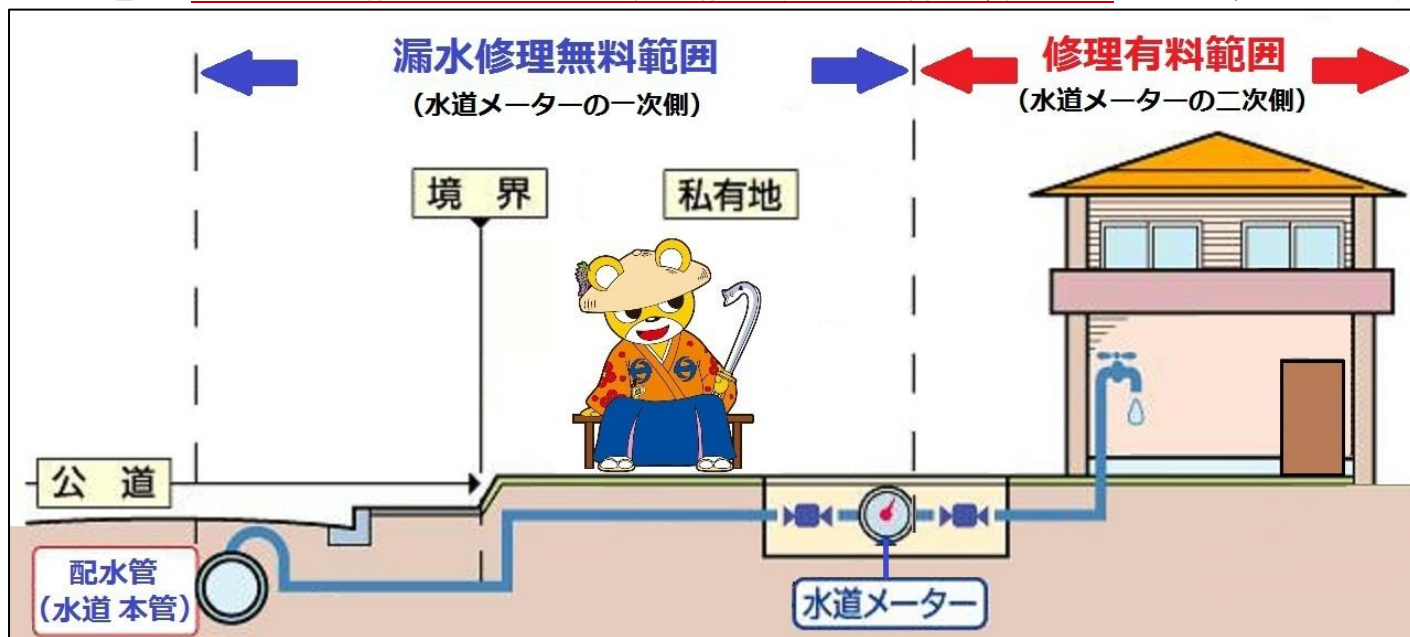 漏水修理無料範囲
（水道メーターの一次側）
修理有料範囲
（水道メーターの二次側）
境 界
私有地
公 道
配水管
（水道 本管）
水道メーター